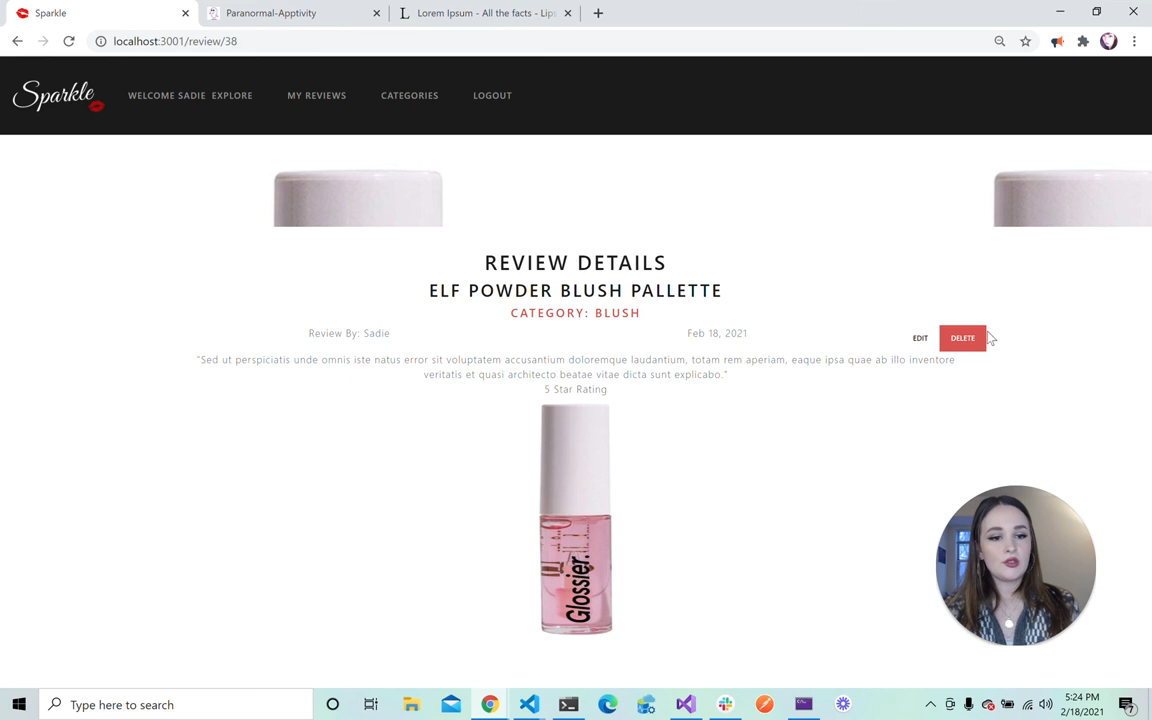 Sparkle
Paranormal-Apptivity
Lorem Ipsum - All the facts - Lips
localhost:3001/review/38
Sparkle
WELCOME SADIE EXPLORE
MY REVIEWS
CATEGORIES
LOGOUT
REVIEW DETAILS
ELF POWDER BLUSH PALLETTE
CATEGORY: BLUSH
Review By: Sadie
Feb 18, 2021
EDIT
DELETE
"Sed ut perspiciatis unde omnis iste natus error sit voluptatem accusantium doloremque laudantium, totam rem aperiam, eaque ipsa quae ab illo inventore
veritatis et quasi architecto beatae vitae dicta sunt explicabo."
5 Star Rating
Glossier.
Type here to search
5:24 PM
2/18/2021
7